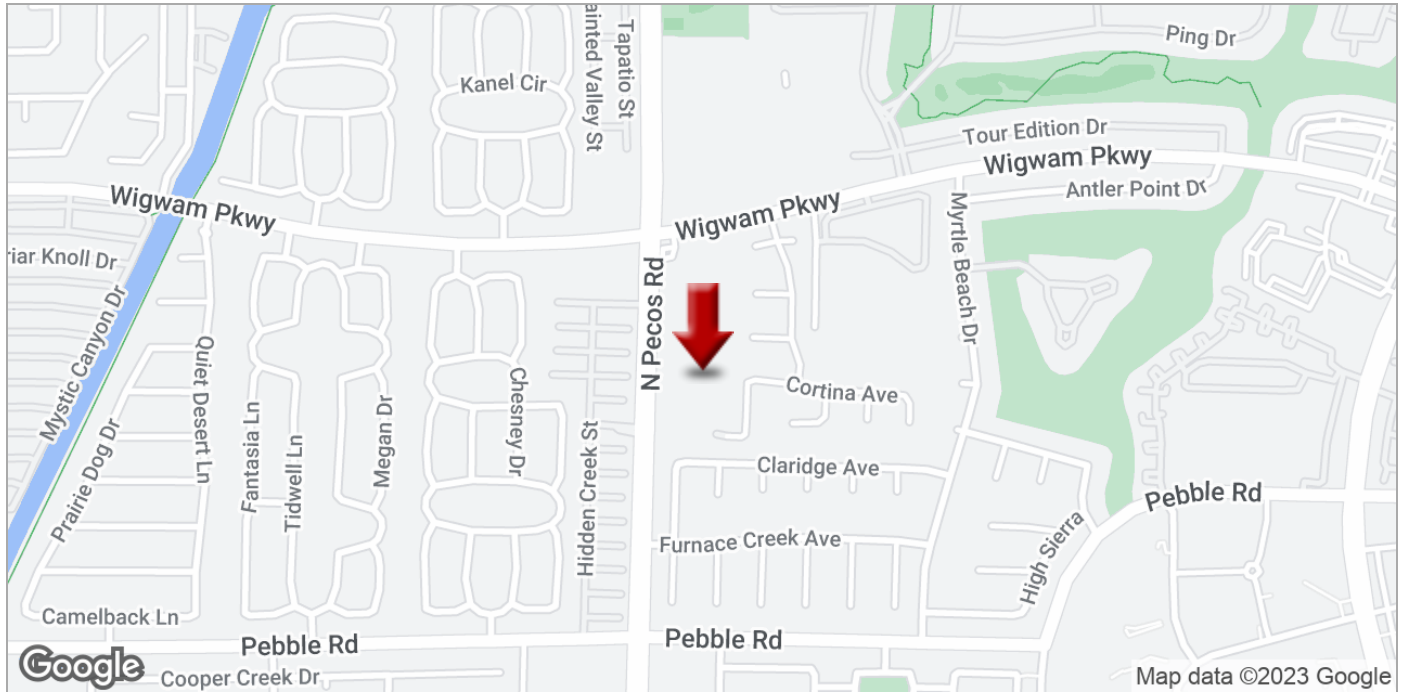 Ping Dr
ainted Valley St
Tapatio St
Kanel Cir
Tour Edition Dr
Wigwam Pkwy
Antler Point Dr
Wigwam Pkwy
Wigwam Pkwy
Myrtle Beach Dr
riar Knoll Dr
N Pecos Rd
Mystic Canyon Dr
Quiet Desert Ln
Cortina Ave
Chesney Dr
Megan Dr
Fantasia Ln
Tidwell Ln
Hidden Creek St
Prairie Dog Dr
Claridge Ave
Pebble Rd
Furnace Creek Ave
High Sierra
Camelback Ln
Pebble Rd
Pebble Rd
Google
Cooper Creek Dr
Map data ©2023 Google